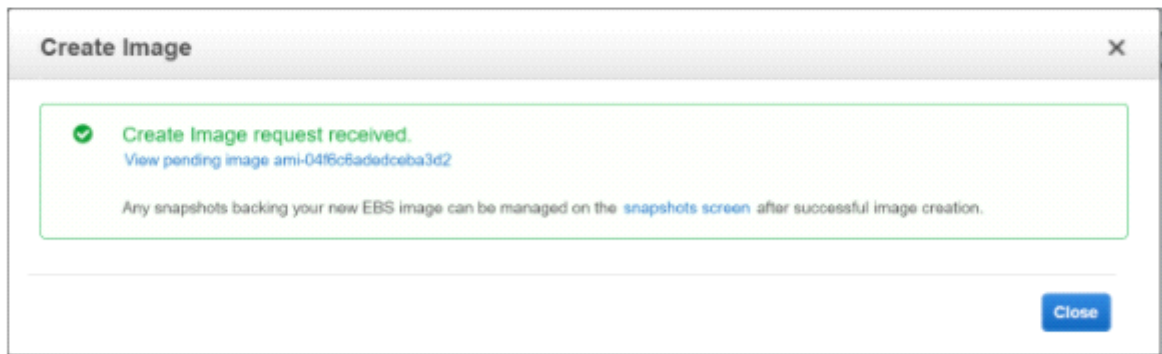 Create Image
Create Image request received.
View pending image ami-04f6c6adedceba3d2
Any snapshots backing your new EBS image can be managed on the snapshots screen after successful image creation.
Close